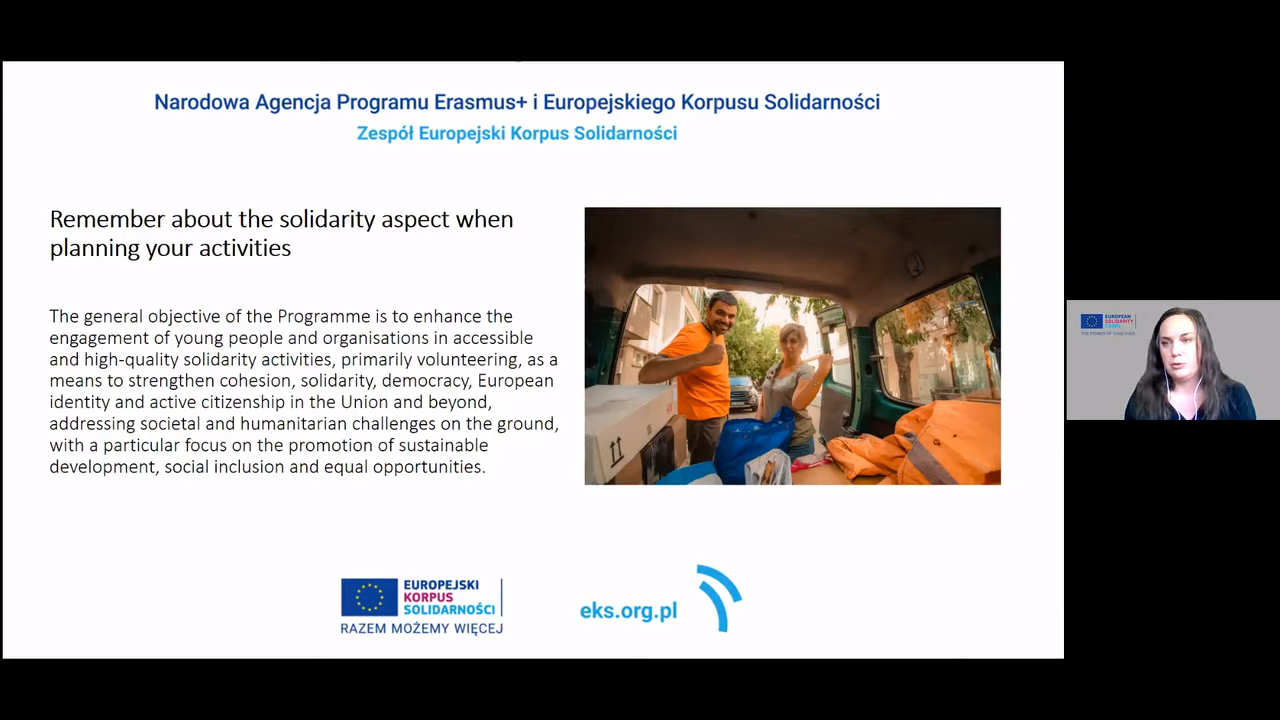 Narodowa Agencja Programu Erasmus+ i Europejskiego Korpusu Solidarności
Zespół Europejski Korpus Solidarności
Remember about the solidarity aspect when
planning your activities
The general objective of the Programme is to enhance the
engagement of young people and organisations in accessible
and high-quality solidarity activities, primarily volunteering, as a
means to strengthen cohesion, solidarity, democracy, European
identity and active citizenship in the Union and beyond,
addressing societal and humanitarian challenges on the ground,
with a particular focus on the promotion of sustainable
development, social inclusion and equal opportunities.
EUROPEJSKI
KORPUS
SOLIDARNOŚCI
RAZEM MOŻEMY WIĘCEJ
eks.org.pl
EUROPEAN
SOLIDARITY
CORPS
THE POWER OF TOGETHER